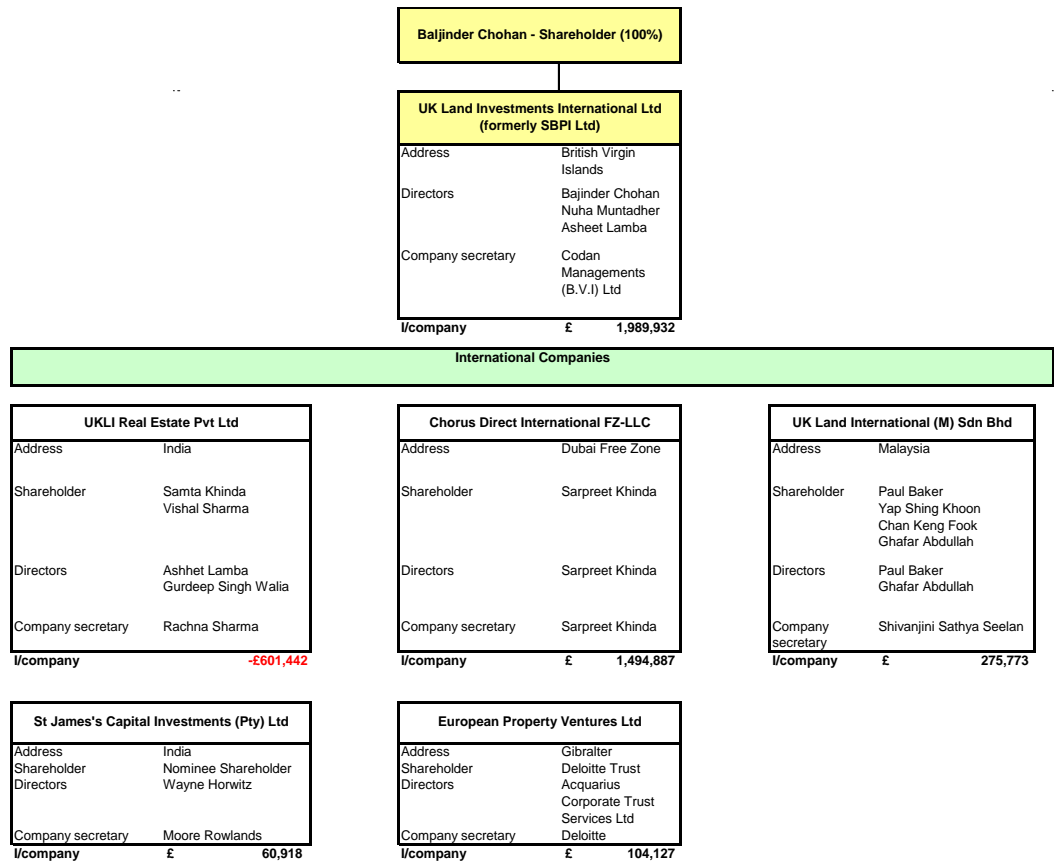 Baljinder Chohan - Shareholder (100%)
UK Land Investments International Ltd
(formerly SBPI Ltd)
Address British Virgin
Islands
Directors Bajinder Chohan
Nuha Muntadher
Asheet Lamba
Company secretary Codan
Managements
(B.V.I) Ltd
I/company £ 1,989,932
International Companies
UKLI Real Estate Pvt Ltd
Address India
Shareholder Samta Khinda
Vishal Sharma
Directors Ashhet Lamba
Gurdeep Singh Walia
Company secretary Rachna Sharma
I/company -£601,442
Chorus Direct International FZ-LLC
Address Dubai Free Zone
Shareholder Sarpreet Khinda
Directors Sarpreet Khinda
Company secretary Sarpreet Khinda
I/company £ 1,494,887
UK Land International (M) Sdn Bhd
Address Malaysia
Shareholder Paul Baker
Yap Shing Khoon
Chan Keng Fook
Ghafar Abdullah
Directors Paul Baker
Ghafar Abdullah
Company Shivanjini Sathya Seelan
secretary
I/company £ 275,773
St James's Capital Investments (Pty) Ltd
Address India
Shareholder Nominee Shareholder
Directors Wayne Horwitz
Company secretary Moore Rowlands
I/company £ 60,918
European Property Ventures Ltd
Address Gibralter
Shareholder Deloitte Trust
Directors Acquarius
Corporate Trust
Services Ltd
Company secretary Deloitte
I/company £ 104,127